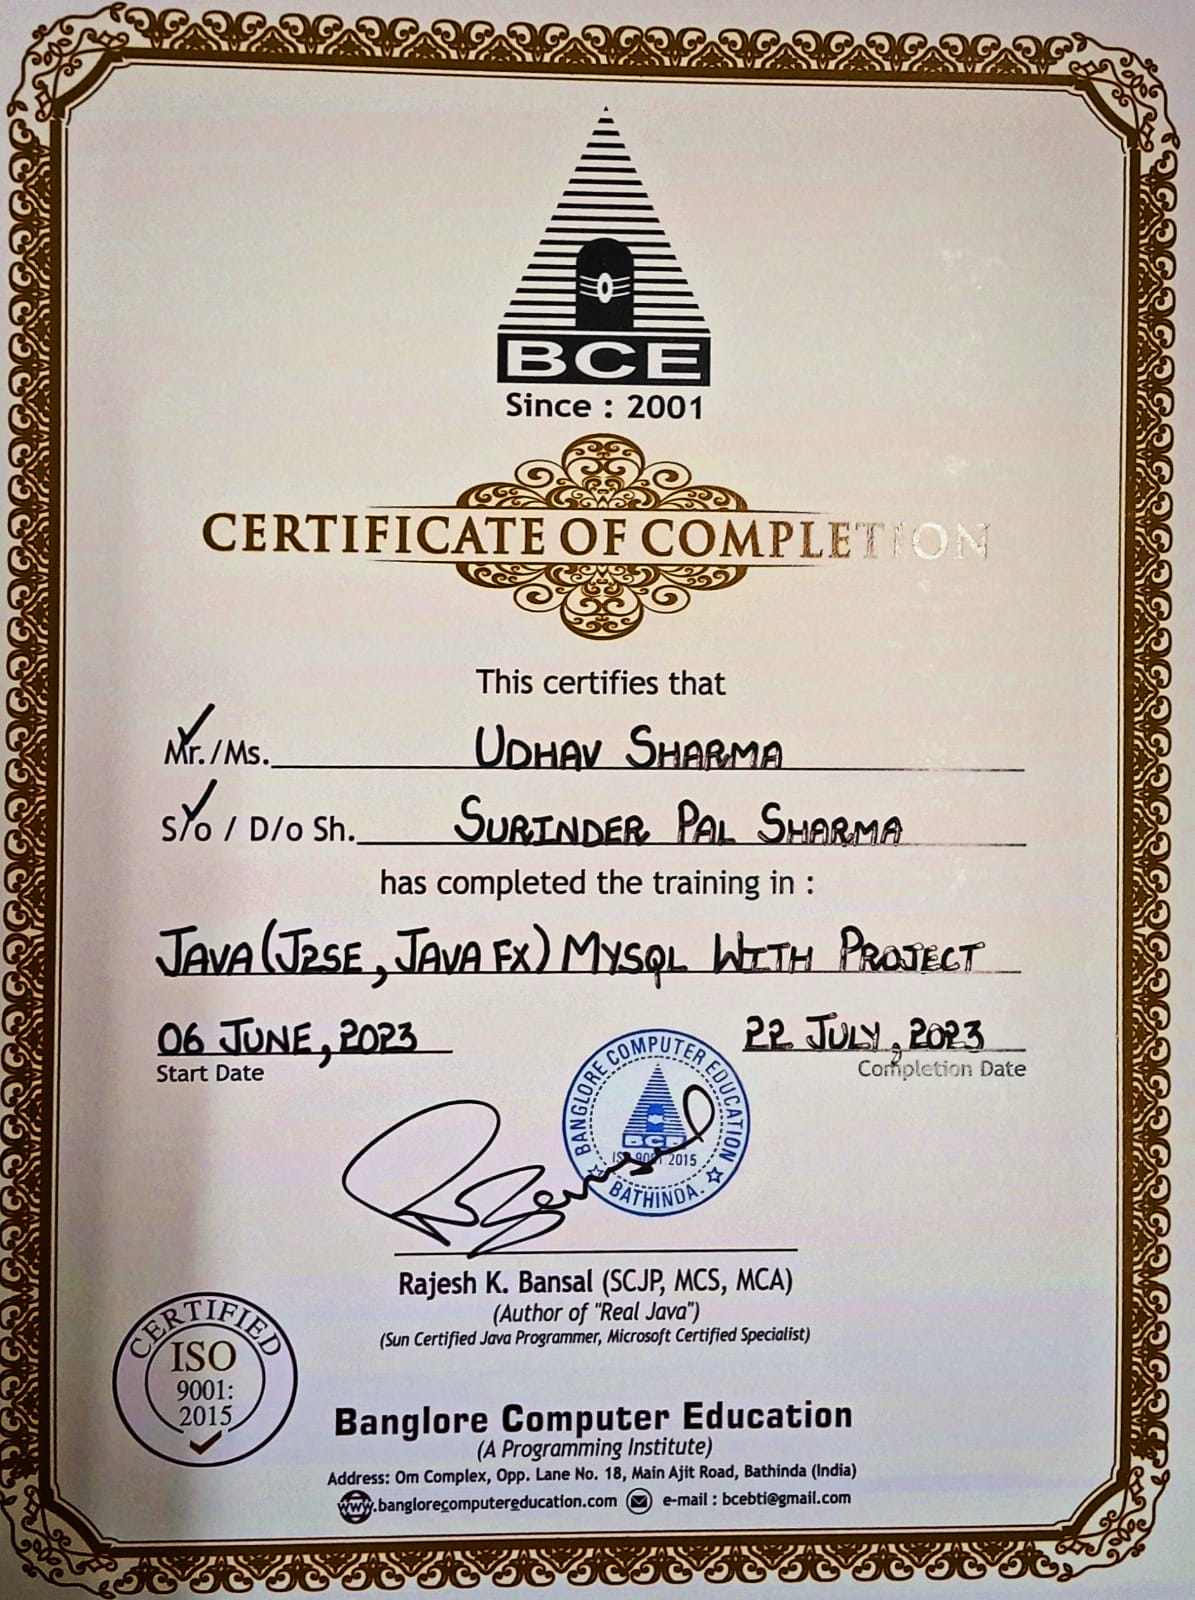 BCE
Since : 2001
CERTIFICATE OF COMPLETION
This certifies that
Mr./Ms. UDHAV SHARMA
S/o / D/o Sh. SURINDER PAL SHARMA
has completed the training in :
JAVA (J2SE, JAVA FX) MYSQL WITH PROJECT
06 JUNE, 2023 22 JULY, 2023
Start Date Completion Date
BANGLORE COMPUTER EDUCATION
BCE
ISO 9001 2015
BATHINDA.
Rajesh K. Bansal (SCJP, MCS, MCA)
(Author of "Real Java")
(Sun Certified Java Programmer, Microsoft Certified Specialist)
CERTIFIED
ISO
9001:
2015
Banglore Computer Education
(A Programming Institute)
Address: Om Complex, Opp. Lane No. 18, Main Ajit Road, Bathinda (India)
www.banglorecomputereducation.com e-mail : bcebti@gmail.com